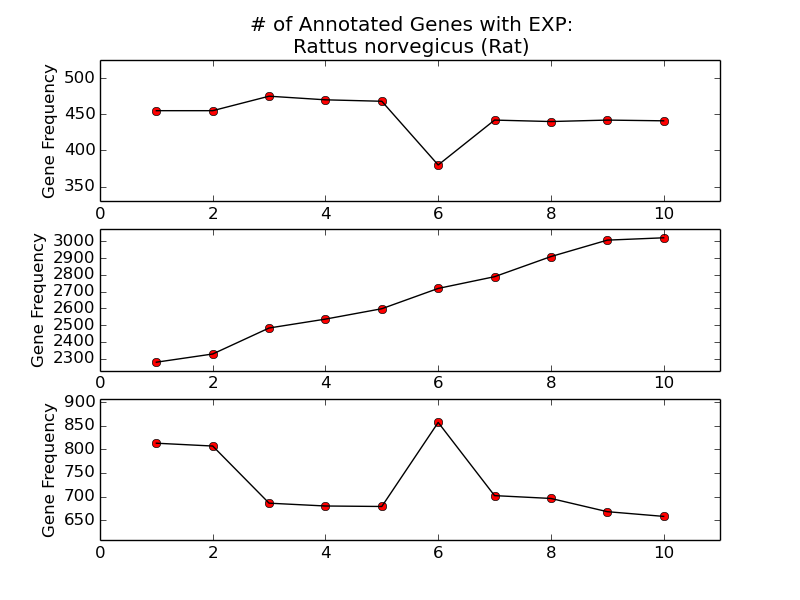 # of Annotated Genes with EXP:
Rattus norvegicus (Rat)
Gene Frequency
500
450
400
350
0 2 4 6 8 10
Gene Frequency
3000
2900
2800
2700
2600
2500
2400
2300
0 2 4 6 8 10
Gene Frequency
900
850
800
750
700
650
0 2 4 6 8 10